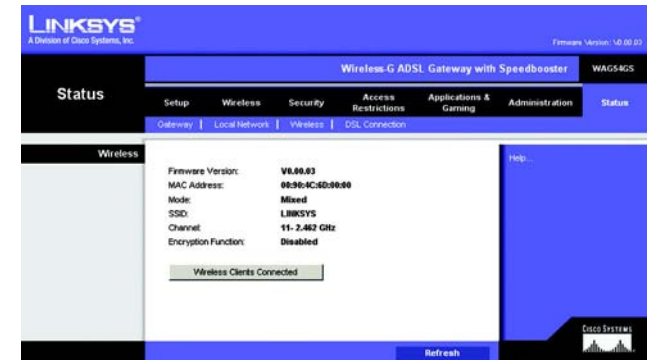 LINKSYS®
A Division of Cisco Systems, Inc.
Firmware Version: V0.00.03
Wireless-G ADSL Gateway with Speedbooster
WAG54GS
Status
Setup
Wireless
Security
Access Restrictions
Applications & Gaming
Administration
Status
Gateway | Local Network | Wireless | DSL Connection
Wireless
Help...
Firmware Version: V0.00.03
MAC Address: 00:90:4C:6D:00:00
Mode: Mixed
SSID: LINKSYS
Channel: 11- 2.462 GHz
Encryption Function: Disabled
Wireless Clients Connected
Refresh
CISCO SYSTEMS